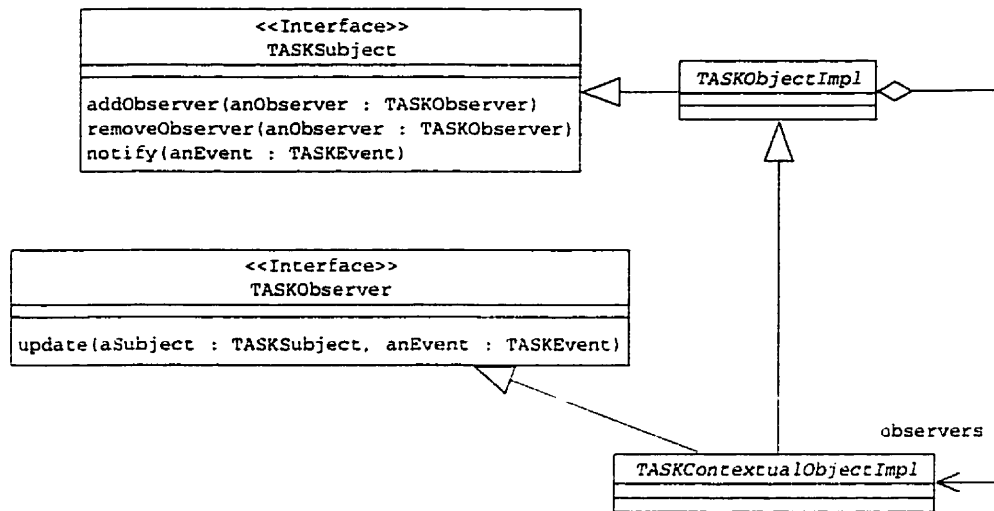 <<Interface>>
TASKSubject
addObserver(anObserver : TASKObserver)
removeObserver(anObserver : TASKObserver)
notify(anEvent : TASKEvent)
TASKObjectImpl
<<Interface>>
TASKObserver
update(aSubject : TASKSubject, anEvent : TASKEvent)
observers
TASKContextualObjectImpl